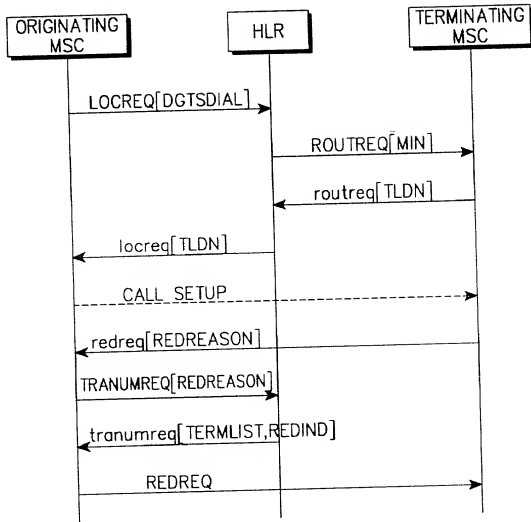 ORIGINATING
MSC
HLR
TERMINATING
MSC
LOCREQ[DGTSDIAL]
ROUTREQ[MIN]
routreq[TLDN]
locreq[TLDN]
CALL SETUP
redreq[REDREASON]
TRANUMREQ[REDREASON]
tranumreq[TERMLIST,REDIND]
REDREQ